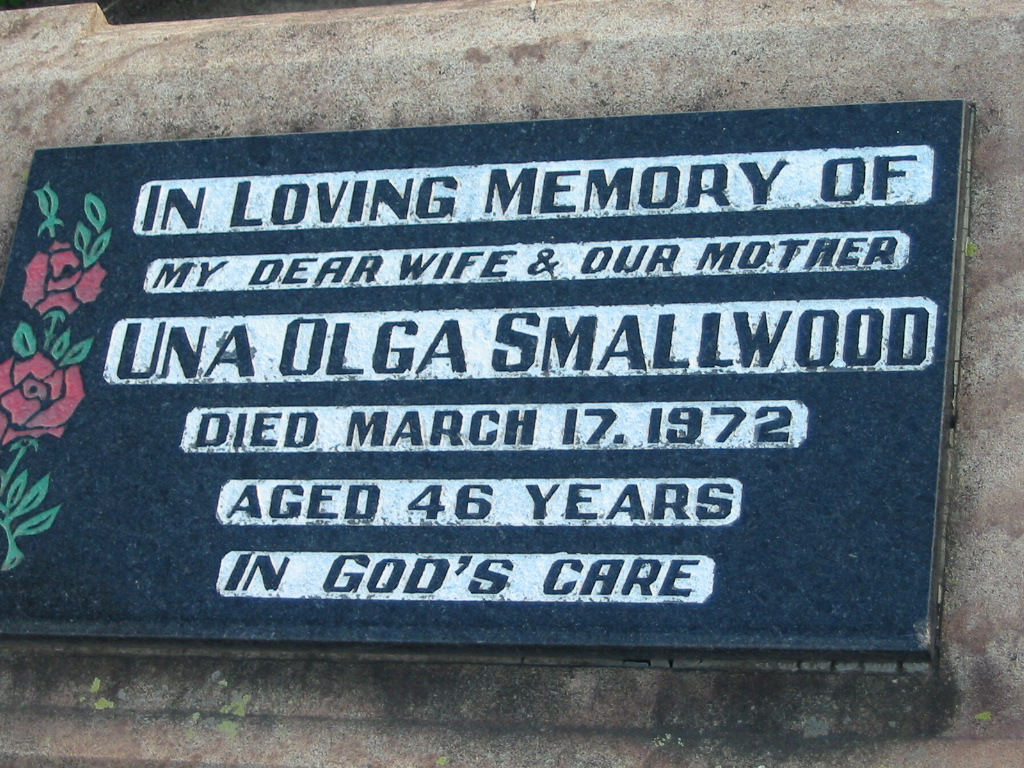 IN LOVING MEMORY OF
MY DEAR WIFE & OUR MOTHER
UNA OLGA SMALLWOOD
DIED MARCH 17. 1972
AGED 46 YEARS
IN GOD'S CARE